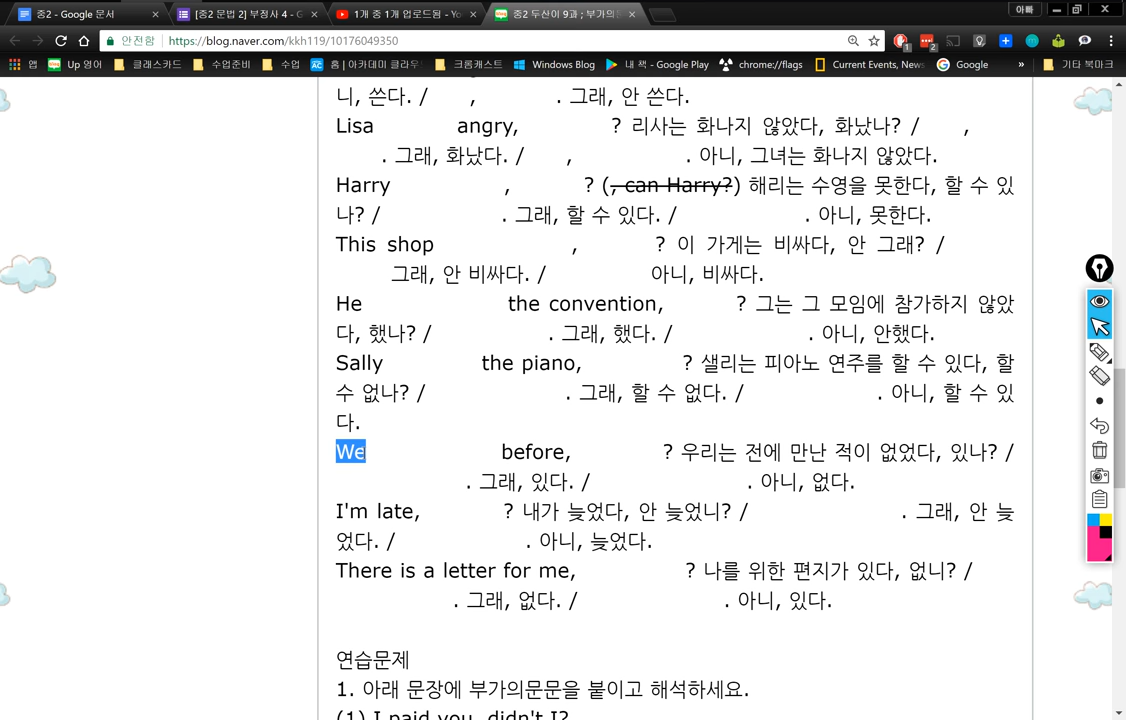 중2 - Google 문서
[중2 문법 2] 부정사 4 - G
1개 중 1개 업로드됨 - Yo
중2 두산이 9과 ; 부가의
아빠
안전함
https://blog.naver.com/kkh119/10176049350
앱
Up 영어
클래스카드
수업준비
수업
홈 | 아카데미 클라우
크롬캐스트
Windows Blog
내 책 - Google Play
chrome://flags
Current Events, News
Google
»
기타 북마크
니, 쓴다. / , . 그래, 안 쓴다.
Lisa angry, ? 리사는 화나지 않았다, 화났나? / ,
. 그래, 화났다. / , . 아니, 그녀는 화나지 않았다.
Harry , ? (, can Harry?) 해리는 수영을 못한다, 할 수 있
나? / . 그래, 할 수 있다. / . 아니, 못한다.
This shop , ? 이 가게는 비싸다, 안 그래? /
그래, 안 비싸다. / 아니, 비싸다.
He the convention, ? 그는 그 모임에 참가하지 않았
다, 했나? / . 그래, 했다. / . 아니, 안했다.
Sally the piano, ? 샐리는 피아노 연주를 할 수 있다, 할
수 없나? / . 그래, 할 수 없다. / . 아니, 할 수 있
다.
We before, ? 우리는 전에 만난 적이 없었다, 있나? /
. 그래, 있다. / . 아니, 없다.
I'm late, ? 내가 늦었다, 안 늦었니? / . 그래, 안 늦
었다. / . 아니, 늦었다.
There is a letter for me, ? 나를 위한 편지가 있다, 없니? /
. 그래, 없다. / . 아니, 있다.
연습문제
1. 아래 문장에 부가의문문을 붙이고 해석하세요.
(1) I paid you, didn't I?